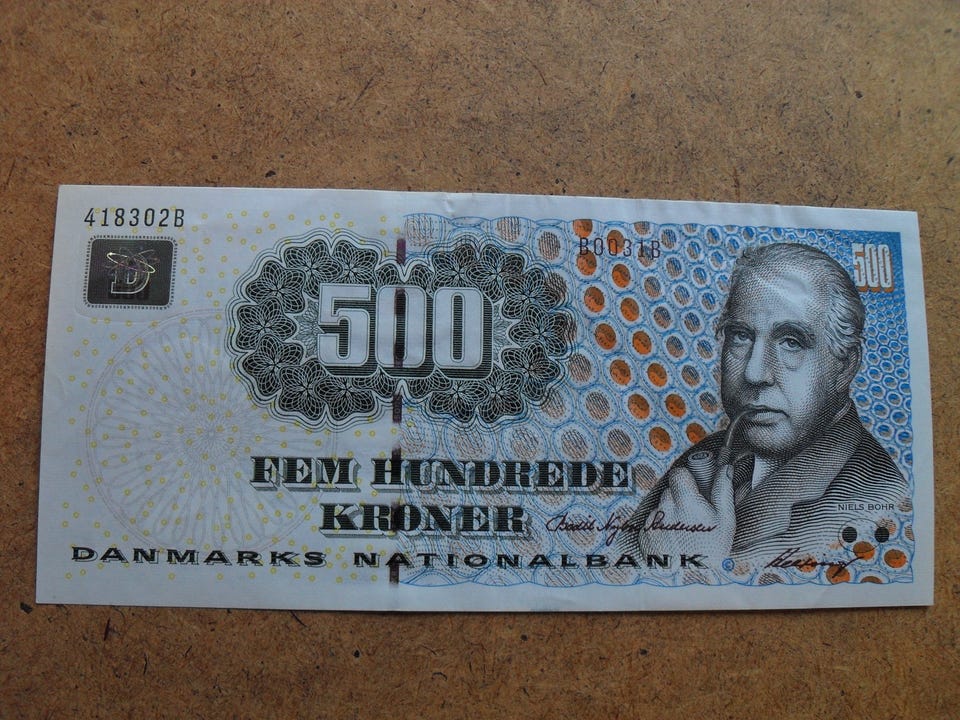 418302B
B0031B
500
500
FEM HUNDREDE
KRONER
NIELS BOHR
DANMARKS NATIONALBANK ©